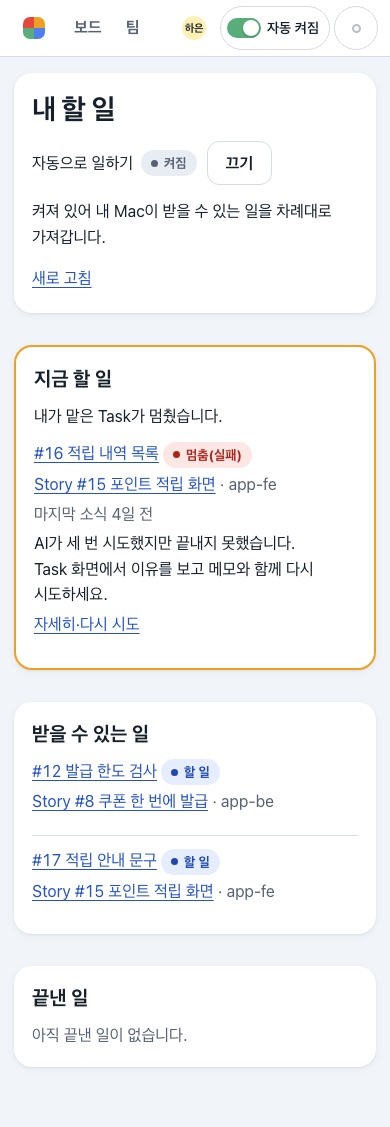 보드 팀 하은 자동 켜짐
내 할 일
자동으로 일하기 켜짐 끄기
켜져 있어 내 Mac이 받을 수 있는 일을 차례대로
가져갑니다.
새로 고침
지금 할 일
내가 맡은 Task가 멈췄습니다.
#16 적립 내역 목록 멈춤(실패)
Story #15 포인트 적립 화면 · app-fe
마지막 소식 4일 전
AI가 세 번 시도했지만 끝내지 못했습니다.
Task 화면에서 이유를 보고 메모와 함께 다시
시도하세요.
자세히·다시 시도
받을 수 있는 일
#12 발급 한도 검사 할 일
Story #8 쿠폰 한 번에 발급 · app-be
#17 적립 안내 문구 할 일
Story #15 포인트 적립 화면 · app-fe
끝낸 일
아직 끝낸 일이 없습니다.